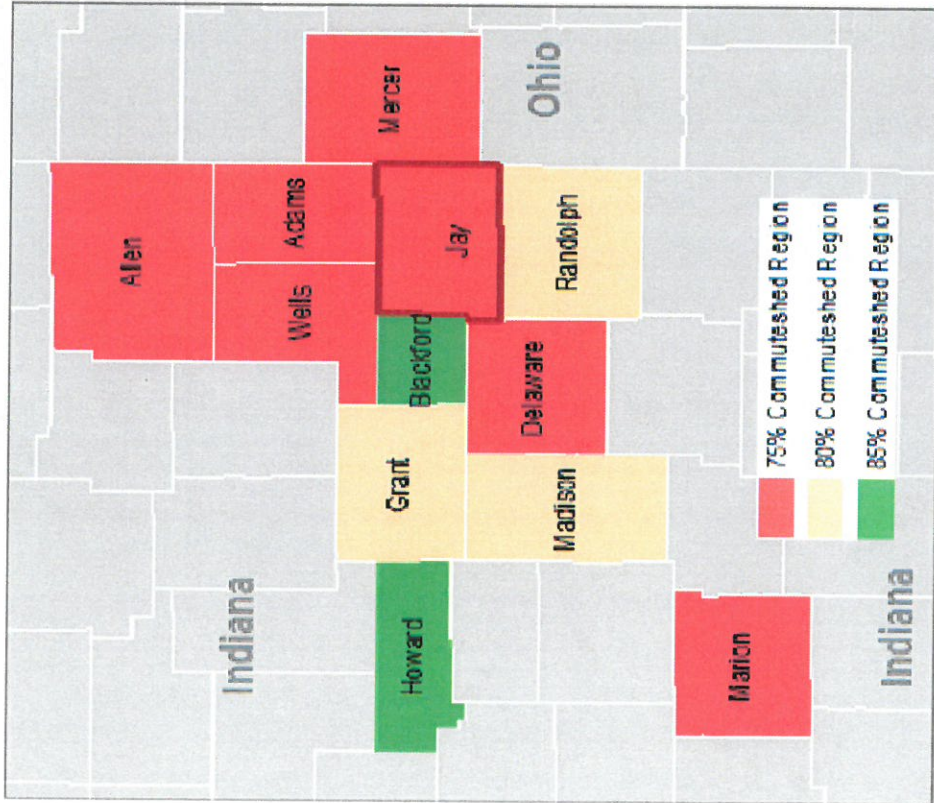 Allen
Adams
Wells
Mercer
Jay
Blackford
Randolph
Ohio
Grant
Delaware
Madison
Indiana
Howard
Marion
Indiana
75% Commuteshed Region
80% Commuteshed Region
85% Commuteshed Region